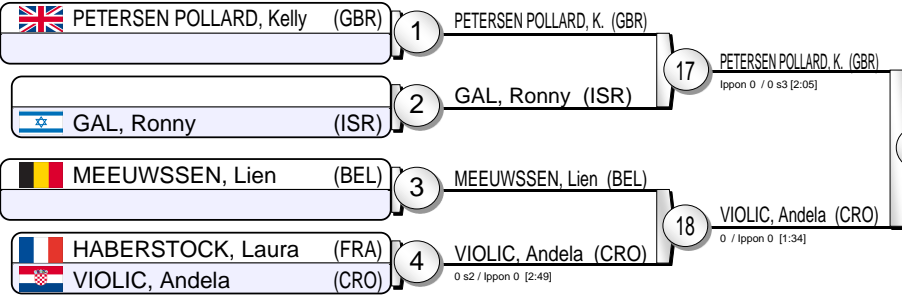 PETERSEN POLLARD, Kelly (GBR)
1
PETERSEN POLLARD, K. (GBR)
17
PETERSEN POLLARD, K. (GBR)
Ippon 0 / 0 s3 [2:05]
2
GAL, Ronny (ISR)
GAL, Ronny (ISR)
MEEUWSSEN, Lien (BEL)
3
MEEUWSSEN, Lien (BEL)
18
VIOLIC, Andela (CRO)
0 / Ippon 0 [1:34]
HABERSTOCK, Laura (FRA)
4
VIOLIC, Andela (CRO)
VIOLIC, Andela (CRO)
0 s2 / Ippon 0 [2:49]